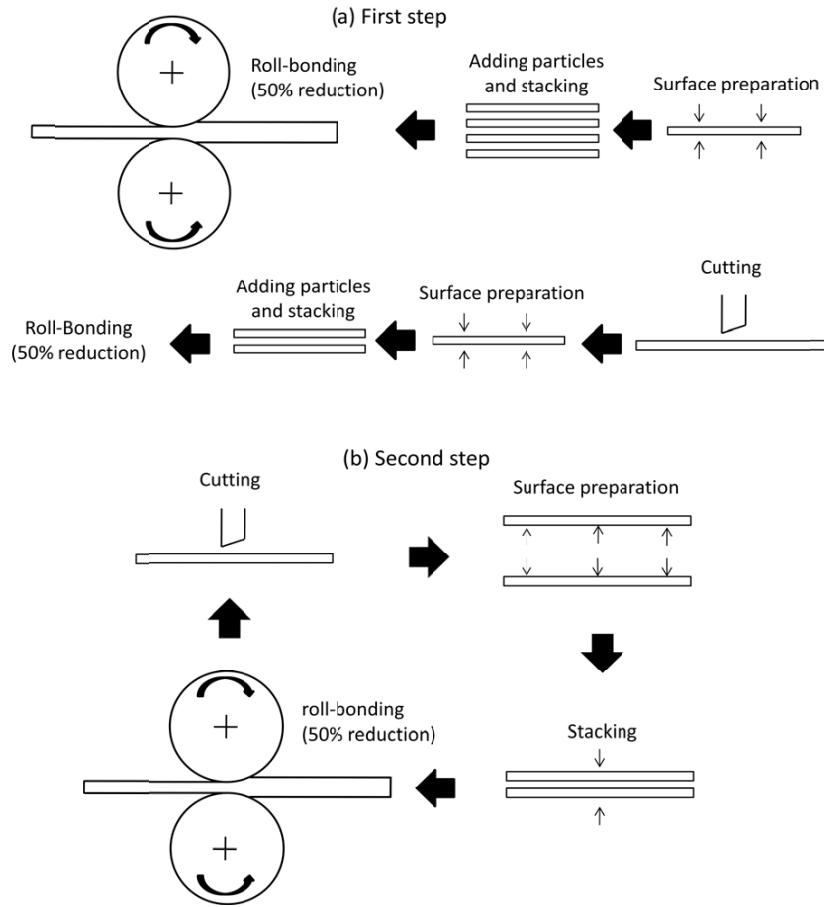 (a) First step
Roll-bonding
(50% reduction)
Adding particles
and stacking
Surface preparation
Cutting
Adding particles
and stacking
Surface preparation
Roll-Bonding
(50% reduction)
(b) Second step
Cutting
Surface preparation
roll-bonding
(50% reduction)
Stacking